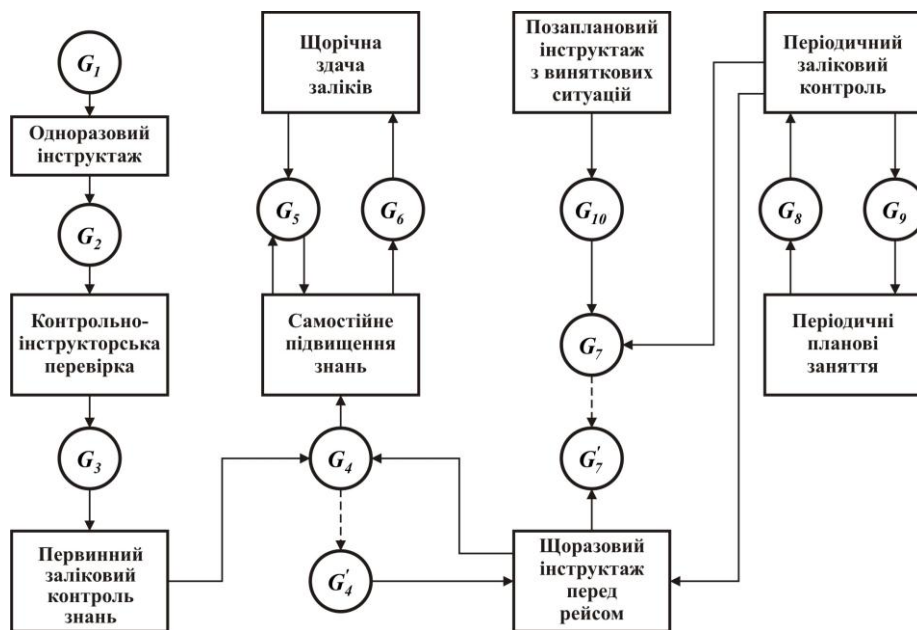 G1
Одноразовий
інструктаж
G2
Контрольно-
інструкторська
перевірка
G3
Первинний
заліковий
контроль
знань
Щорічна
здача
заліків
G5
G6
Самостійне
підвищення
знань
G4
G'4
Позаплановий
інструктаж
з виняткових
ситуацій
G10
G7
G'7
Щоразовий
інструктаж
перед
рейсом
Періодичний
заліковий
контроль
G8
G9
Періодичні
планові
заняття